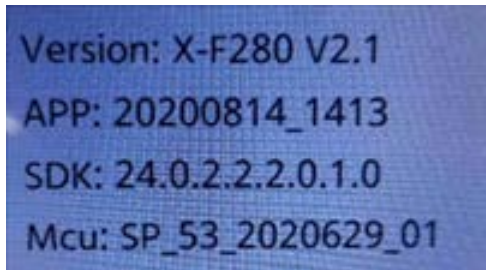 Version: X-F280 V2.1
APP: 20200814_1413
SDK: 24.0.2.2.2.0.1.0
Mcu: SP_53_2020629_01